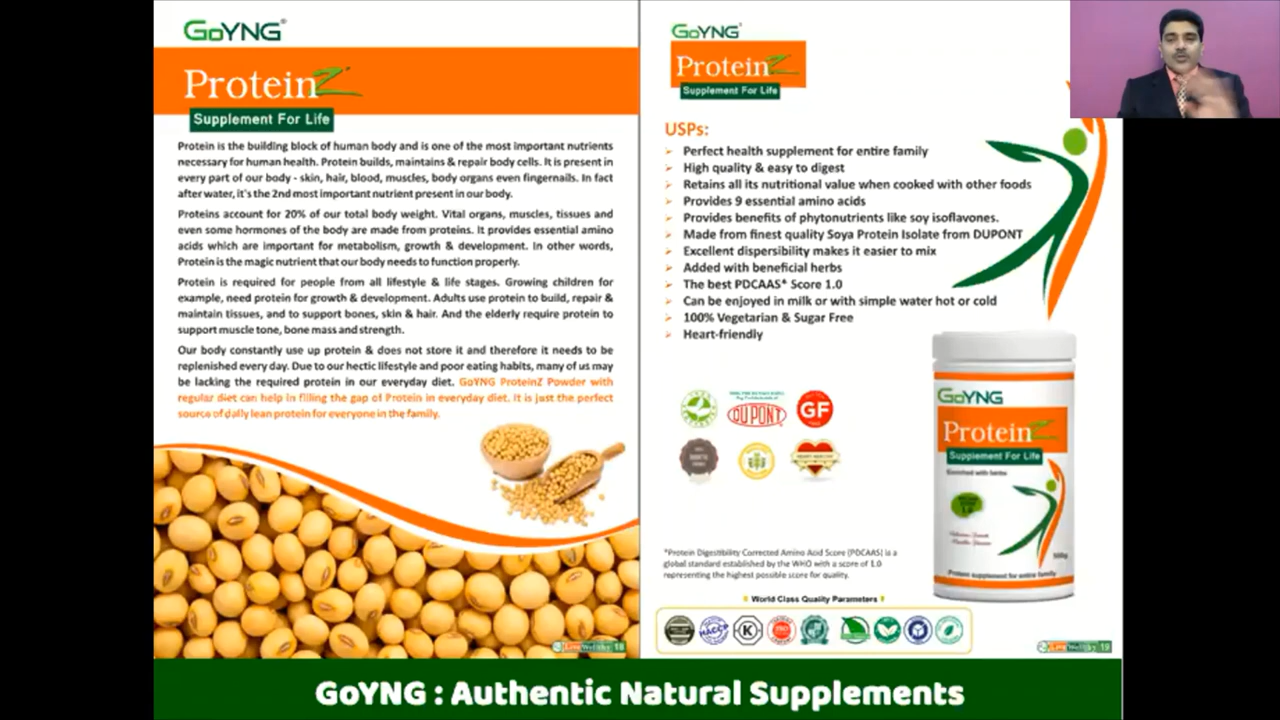 GoYNG®
ProteinZ
Supplement For Life
Protein is the building block of human body and is one of the most important nutrients
necessary for human health. Protein builds, maintains & repair body cells. It is present in
every part of our body - skin, hair, blood, muscles, body organs even fingernails. In fact
after water, it`s the 2nd most important nutrient present in our body.
Proteins account for 20% of our total body weight. Vital organs, muscles, tissues and
even some hormones of the body are made from proteins. It provides essential amino
acids which are important for metabolism, growth & development. In other words,
Protein is the magic nutrient that our body needs to function properly.
Protein is required for people from all lifestyle & life stages. Growing children for
example, need protein for growth & development. Adults use protein to build, repair &
maintain tissues, and to support bones, skin & hair. And the elderly require protein to
support muscle tone, bone mass and strength.
Our body constantly use up protein & does not store it and therefore it needs to be
replenished every day. Due to our hectic lifestyle and poor eating habits, many of us may
be lacking the required protein in our everyday diet. GoYNG ProteinZ Powder with
regular diet can help in filling the gap of Protein in everyday diet. It is just the perfect
source of daily lean protein for everyone in the family.
18
GoYNG®
ProteinZ
Supplement For Life
USPs:
Perfect health supplement for entire family
High quality & easy to digest
Retains all its nutritional value when cooked with other foods
Provides 9 essential amino acids
Provides benefits of phytonutrients like soy isoflavones.
Made from finest quality Soya Protein Isolate from DUPONT
Excellent dispersibility makes it easier to mix
Added with beneficial herbs
The best PDCAAS* Score 1.0
Can be enjoyed in milk or with simple water hot or cold
100% Vegetarian & Sugar Free
Heart-friendly
DUPONT
GF
GoYNG
ProteinZ
Supplement For Life
Enriched with herbs
500g
Protein supplement for entire family
*Protein Digestibility Corrected Amino Acid Score (PDCAAS) is a
global standard established by the WHO with a score of 1.0
representing the highest possible score for quality.
World Class Quality Parameters
HACCP
K
ISO
19
GoYNG : Authentic Natural Supplements